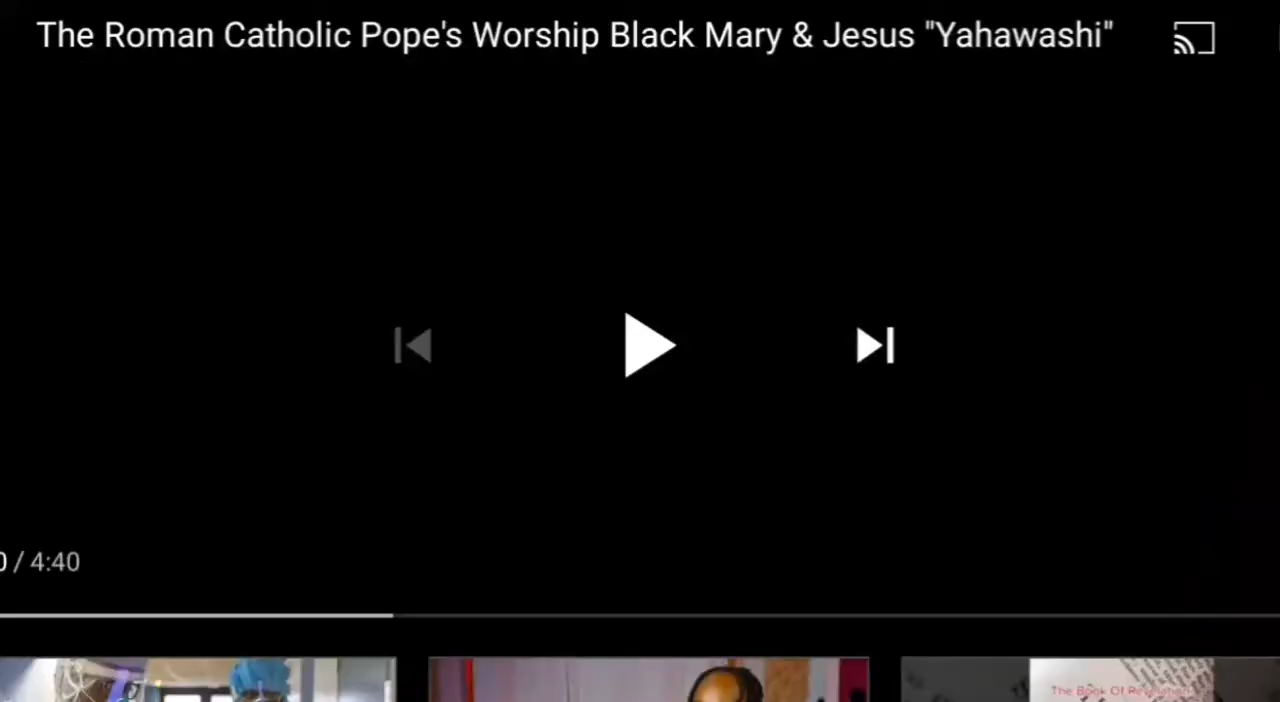 The Roman Catholic Pope's Worship Black Mary & Jesus "Yahawashi"
0 / 4:40
The Book Of Revelation